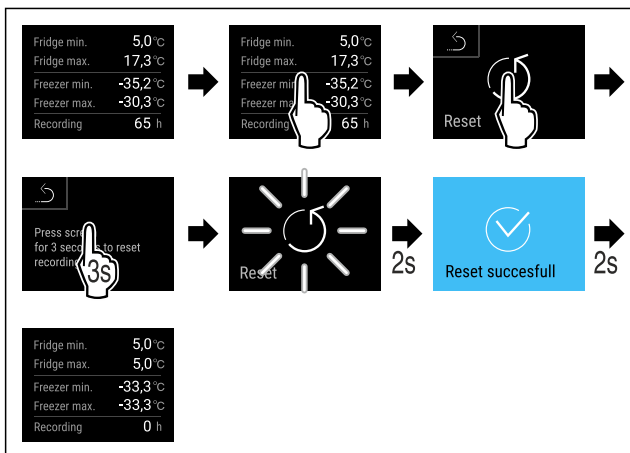 Fridge min. 5,0 °C
Fridge max. 17,3 °C
Freezer min. -35,2 °C
Freezer max. -30,3 °C
Recording 65 h
Fridge min. 5,0 °C
Fridge max. 17,3 °C
Freezer min -35,2 °C
Freezer -30,3 °C
Recording 65 h
Reset
Press
for 3 to reset
3s
Reset
2s
Reset succesfull
2s
Fridge min. 5,0 °C
Fridge max. 5,0 °C
Freezer min. -33,3 °C
Freezer max. -33,3 °C
Recording 0 h